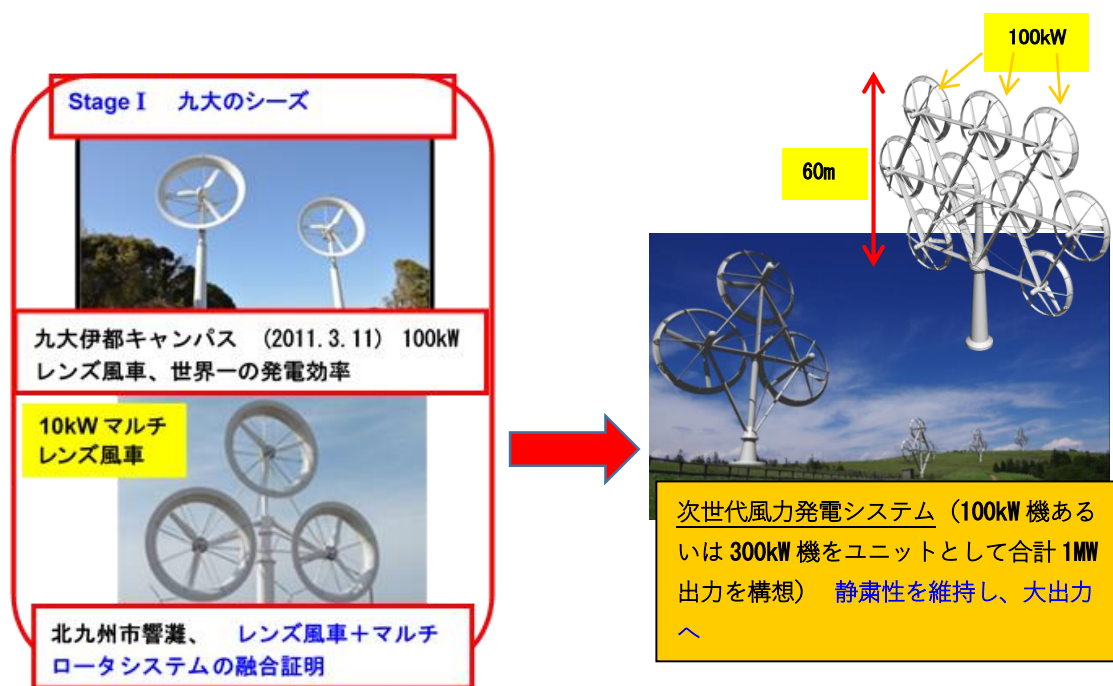 Stage Ⅰ　九大のシーズ
九大伊都キャンパス　(2011.3.11)　100kW
レンズ風車、世界一の発電効率
10kW マルチ
レンズ風車
北九州市響灘、　レンズ風車＋マルチ
ロータシステムの融合証明
100kW
60m
次世代風力発電システム（100kW 機ある
いは 300kW 機をユニットとして合計 1MW
出力を構想）　静粛性を維持し、大出力
へ